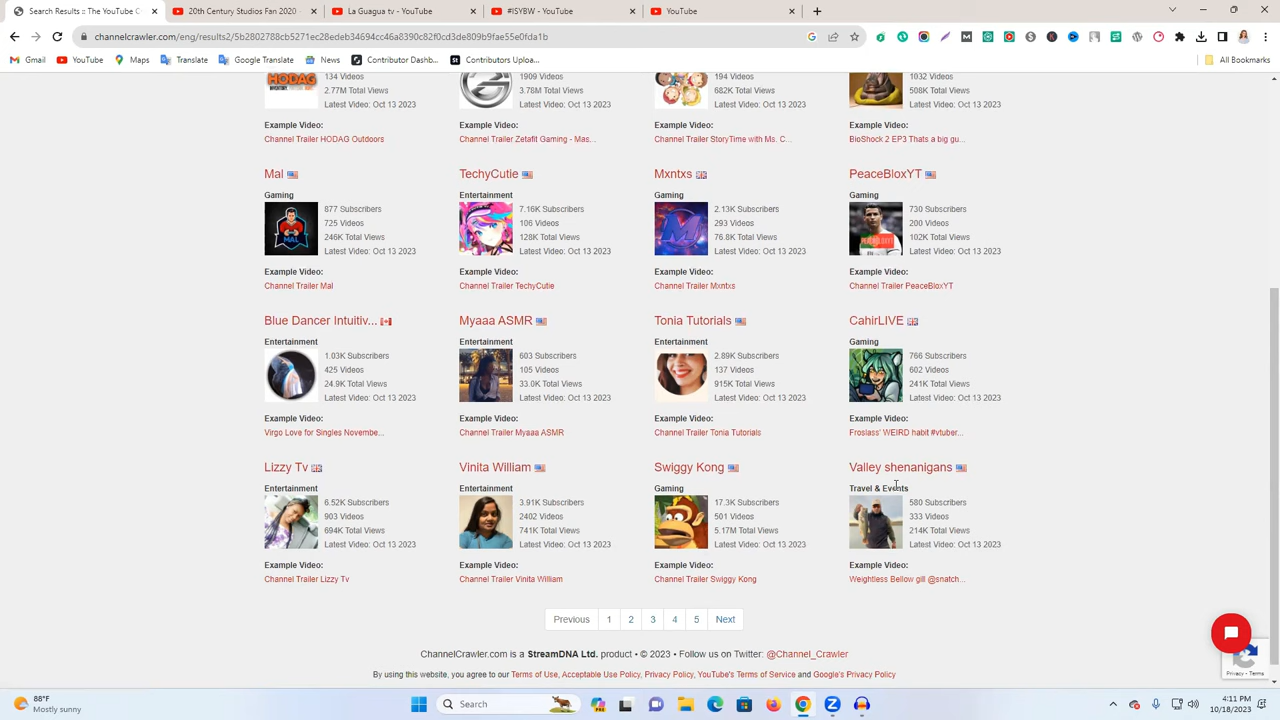 Search Results = The Channel C
20th Century Studios Fan 2020 -
La Guagua tv - YouTube
#ISYBW - YouTube
channelcrawler.com/eng/results2/5b2802788cb5271ec28edeb34694cc46a8390c82f0cd3de809b9fae55e0fda1b
Gmail YouTube Maps Translate Google Translate News Contributor Dashb... Contributors Uploa... All Bookmarks
HODAG
134 Videos 1909 Videos 194 Videos 1032 Videos
2.77M Total Views 3.78M Total Views 682K Total Views 508K Total Views
Latest Video: Oct 13 2023 Latest Video: Oct 13 2023 Latest Video: Oct 13 2023 Latest Video: Oct 13 2023
Example Video: Example Video: Example Video: Example Video:
Channel Trailer HODAG Outdoors Channel Trailer Zetafit Gaming - Mas... Channel Trailer StoryTime with Ms. C... BioShock 2 EP3 Thats a big gu...
Mal TechyCutie Mxntxs PeaceBloxYT
Gaming Entertainment Gaming Gaming
877 Subscribers 7.16K Subscribers 2.13K Subscribers 730 Subscribers
725 Videos 106 Videos 293 Videos 200 Videos
246K Total Views 128K Total Views 76.8K Total Views 102K Total Views
Latest Video: Oct 13 2023 Latest Video: Oct 13 2023 Latest Video: Oct 13 2023 Latest Video: Oct 13 2023
Example Video: Example Video: Example Video: Example Video:
Channel Trailer Mal Channel Trailer TechyCutie Channel Trailer Mxntxs Channel Trailer PeaceBloxYT
Blue Dancer Intuitiv... Myaaa ASMR Tonia Tutorials CahirLIVE
Entertainment Entertainment Entertainment Gaming
1.03K Subscribers 603 Subscribers 2.89K Subscribers 766 Subscribers
425 Videos 105 Videos 137 Videos 602 Videos
24.9K Total Views 33.0K Total Views 915K Total Views 241K Total Views
Latest Video: Oct 13 2023 Latest Video: Oct 13 2023 Latest Video: Oct 13 2023 Latest Video: Oct 13 2023
Example Video: Example Video: Example Video: Example Video:
Virgo Love for Singles Novembe... Channel Trailer Myaaa ASMR Channel Trailer Tonia Tutorials Froslass' WEIRD habit #vtuber...
Lizzy Tv Vinita William Swiggy Kong Valley shenanigans
Entertainment Entertainment Gaming Travel & Events
6.52K Subscribers 3.91K Subscribers 17.3K Subscribers 580 Subscribers
903 Videos 2402 Videos 501 Videos 333 Videos
694K Total Views 741K Total Views 5.17M Total Views 214K Total Views
Latest Video: Oct 13 2023 Latest Video: Oct 13 2023 Latest Video: Oct 13 2023 Latest Video: Oct 13 2023
Example Video: Example Video: Example Video: Example Video:
Channel Trailer Lizzy Tv Channel Trailer Vinita William Channel Trailer Swiggy Kong Weightless Bellow gill @snatch...
Previous 1 2 3 4 5 Next
ChannelCrawler.com is a StreamDNA Ltd. product • © 2023 • Follow us on Twitter: @Channel_Crawler
By using this website, you agree to our Terms of Use, Acceptable Use Policy, Privacy Policy, YouTube's Terms of Service and Google's Privacy Policy
Privacy - Terms
88°F
Mostly sunny
Search
4:11 PM
10/18/2023